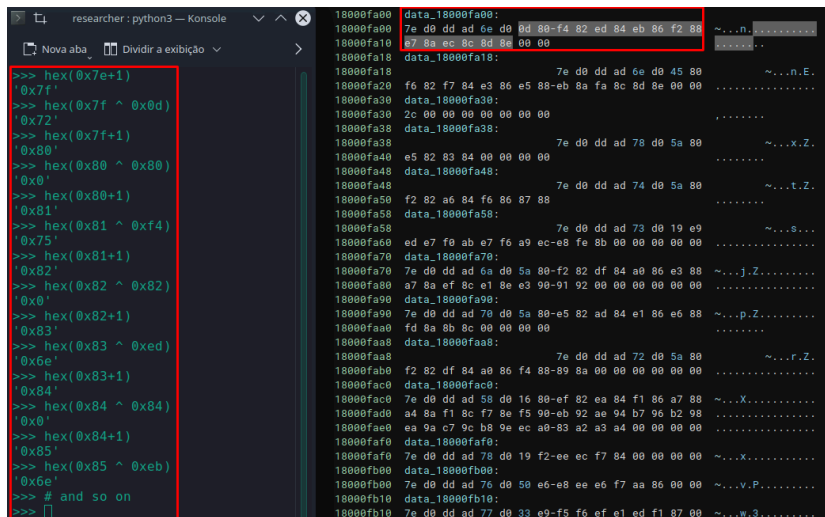 researcher : python3 — Konsole
Nova aba  Dividir a exibição
>>> hex(0x7e+1)
'0x7f'
>>> hex(0x7f ^ 0x0d)
'0x72'
>>> hex(0x7f+1)
'0x80'
>>> hex(0x80 ^ 0x80)
'0x0'
>>> hex(0x80+1)
'0x81'
>>> hex(0x81 ^ 0xf4)
'0x75'
>>> hex(0x81+1)
'0x82'
>>> hex(0x82 ^ 0x82)
'0x0'
>>> hex(0x82+1)
'0x83'
>>> hex(0x83 ^ 0xed)
'0x6e'
>>> hex(0x83+1)
'0x84'
>>> hex(0x84 ^ 0x84)
'0x0'
>>> hex(0x84+1)
'0x85'
>>> hex(0x85 ^ 0xeb)
'0x6e'
>>> # and so on
>>>
18000fa00 data_18000fa00:
18000fa00 7e d0 dd ad 6e d0 0d 80-f4 82 ed 84 eb 86 f2 88 ~...n...........
18000fa10 e7 8a ec 8c 8d 8e 00 00 ........
18000fa18 data_18000fa18:
18000fa18 7e d0 dd ad 6e d0 45 80 ~...n.E.
18000fa20 f6 82 f7 84 e3 86 e5 88-eb 8a fa 8c 8d 8e 00 00 ................
18000fa30 data_18000fa30:
18000fa30 2c 00 00 00 00 00 00 00 ,.......
18000fa38 data_18000fa38:
18000fa38 7e d0 dd ad 78 d0 5a 80 ~...x.Z.
18000fa40 e5 82 83 84 00 00 00 00 ........
18000fa48 data_18000fa48:
18000fa48 7e d0 dd ad 74 d0 5a 80 ~...t.Z.
18000fa50 f2 82 a6 84 f6 86 87 88 ........
18000fa58 data_18000fa58:
18000fa58 7e d0 dd ad 73 d0 19 e9 ~...s...
18000fa60 ed e7 f0 ab e7 f6 a9 ec-e8 fe 8b 00 00 00 00 00 ................
18000fa70 data_18000fa70:
18000fa70 7e d0 dd ad 6a d0 5a 80-f2 82 df 84 a0 86 e3 88 ~...j.Z.........
18000fa80 a7 8a ef 8c e1 8e e3 90-91 92 00 00 00 00 00 00 ................
18000fa90 data_18000fa90:
18000fa90 7e d0 dd ad 70 d0 5a 80-e5 82 ad 84 e1 86 e6 88 ~...p.Z.........
18000faa0 fd 8a 8b 8c 00 00 00 00 ........
18000faa8 data_18000faa8:
18000faa8 7e d0 dd ad 72 d0 5a 80 ~...r.Z.
18000fab0 f2 82 df 84 a0 86 f4 88-89 8a 00 00 00 00 00 00 ................
18000fac0 data_18000fac0:
18000fac0 7e d0 dd ad 58 d0 16 80-ef 82 ea 84 f1 86 a7 88 ~...X...........
18000fad0 a4 8a f1 8c f7 8e f5 90-eb 92 ae 94 b7 96 b2 98 ................
18000fae0 ea 9a c7 9c b8 9e ec a0-83 a2 a3 a4 00 00 00 00 ................
18000faf0 data_18000faf0:
18000faf0 7e d0 dd ad 78 d0 19 f2-ee ec f7 84 00 00 00 00 ~...x...........
18000fb00 data_18000fb00:
18000fb00 7e d0 dd ad 76 d0 50 e6-e8 ee e6 f7 aa 86 00 00 ~...v.P.........
18000fb10 data_18000fb10:
18000fb10 7e d0 dd ad 77 d0 33 e9-f5 f6 ef e1 ed f1 87 00 ~...w.3.........